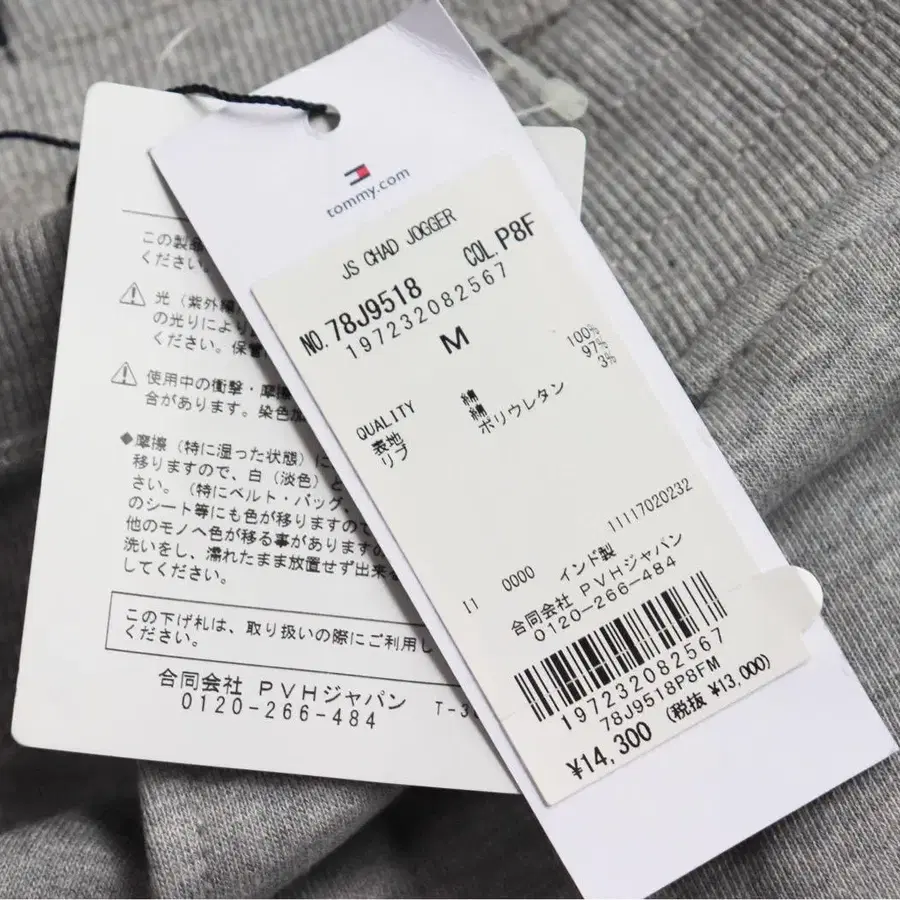 この製
ください。
⚠ 光（紫外線
の光りにより
ください。保管
⚠ 使用中の衝撃・摩擦
合があります。染色加
◆摩擦（特に湿った状態）に
移りますので、白（淡色）と
さい。（特にベルト・バッグ、
のシート等にも色が移りますので
他のモノへ色が移る事がありますの
洗いをし、濡れたまま放置せず出来る
してください。
この下げ札は、取り扱いの際にご利用し
ください。
合同会社 PVHジャパン
0120-266-484
tommy.com
JS CHAD JOGGER
NO.78J9518 COL.P8F
197232082567
M
QUALITY
表地 綿 100%
リブ 綿 97%
ポリウレタン 3%
11117020232
11 0000 インド製
合同会社 PVHジャパン
0120-266-484
197232082567
78J9518P8FM
¥14,300 (税抜 ¥13,000)